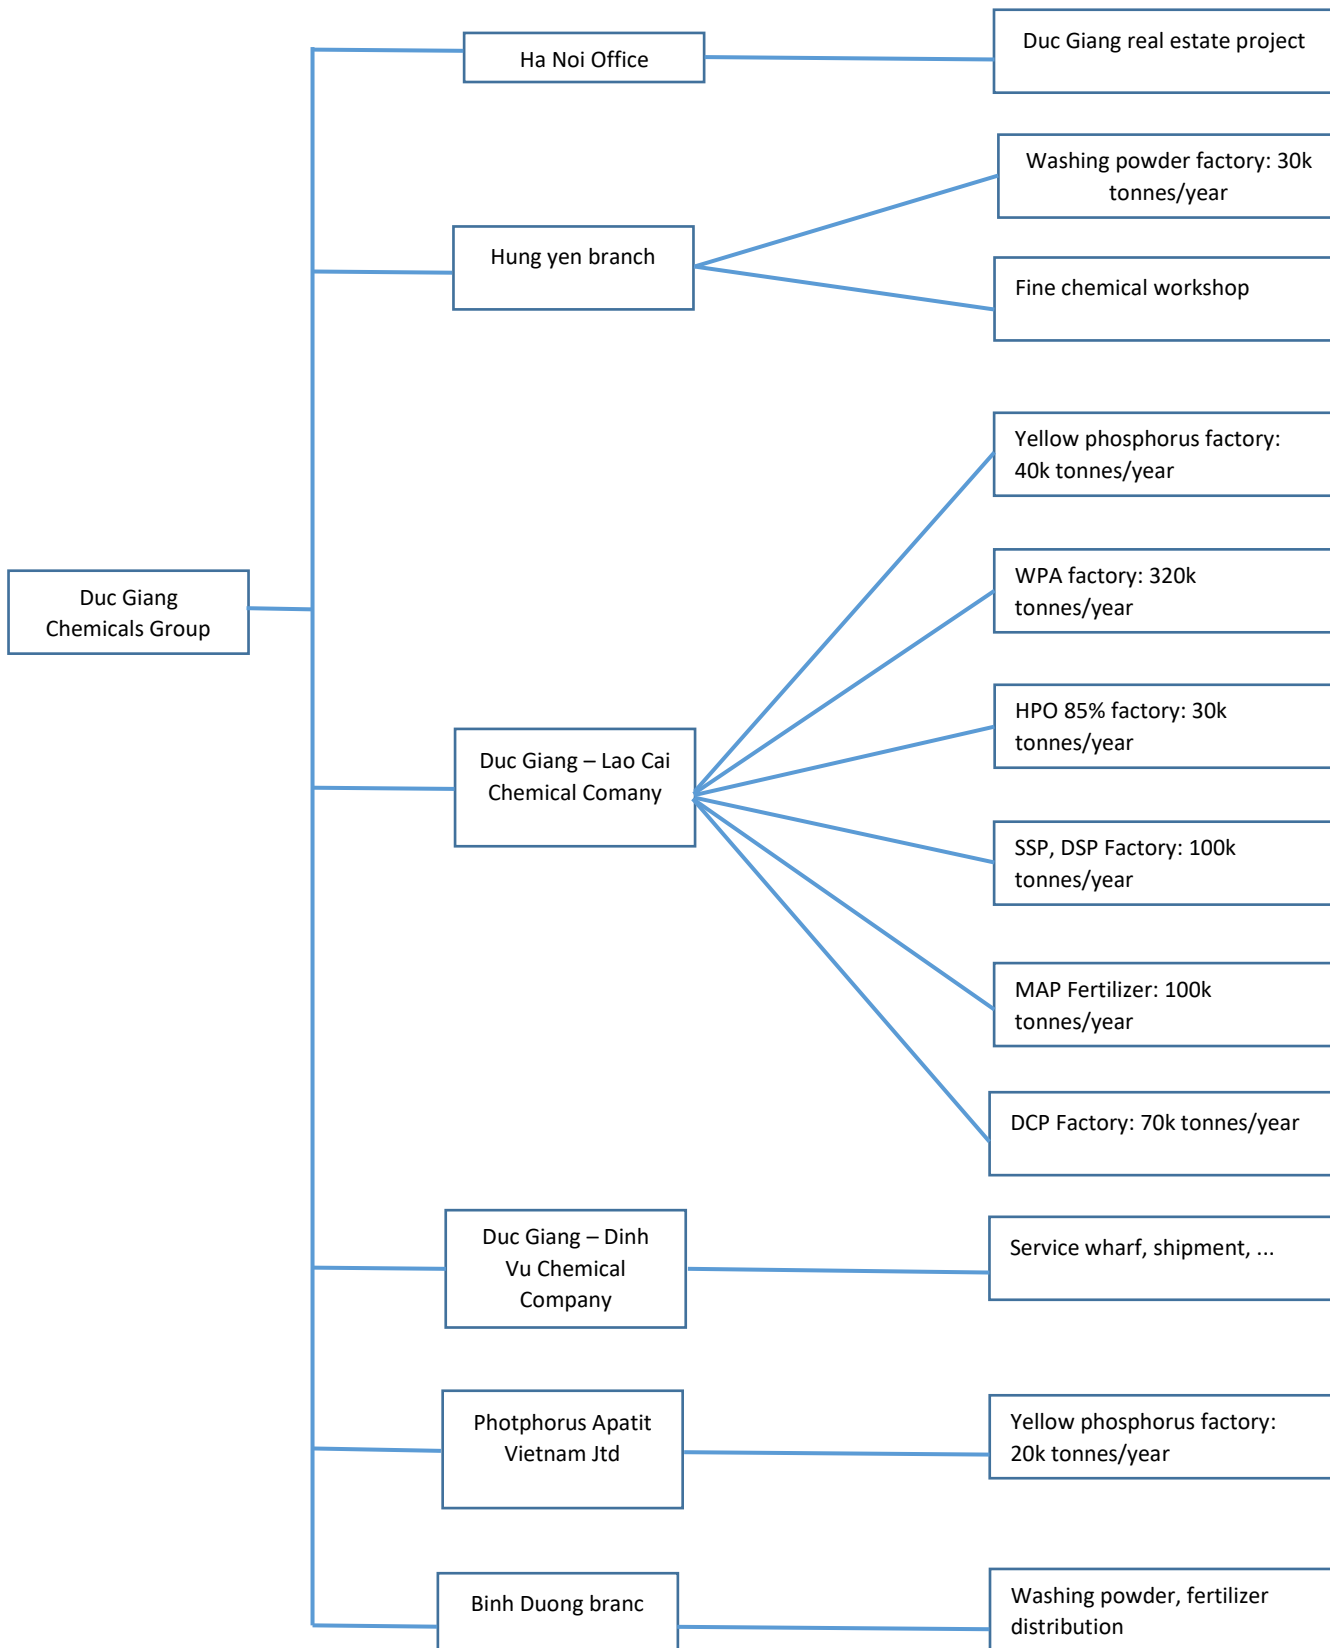 Ha Noi Office
Duc Giang real estate project
Hung yen branch
Washing powder factory: 30k
tonnes/year
Fine chemical workshop
Duc Giang
Chemicals Group
Duc Giang – Lao Cai
Chemical Comany
Yellow phosphorus factory:
40k tonnes/year
WPA factory: 320k
tonnes/year
HPO 85% factory: 30k
tonnes/year
SSP, DSP Factory: 100k
tonnes/year
MAP Fertilizer: 100k
tonnes/year
DCP Factory: 70k tonnes/year
Duc Giang – Dinh
Vu Chemical
Company
Service wharf, shipment, ...
Photphorus Apatit
Vietnam Jtd
Yellow phosphorus factory:
20k tonnes/year
Binh Duong branc
Washing powder, fertilizer
distribution